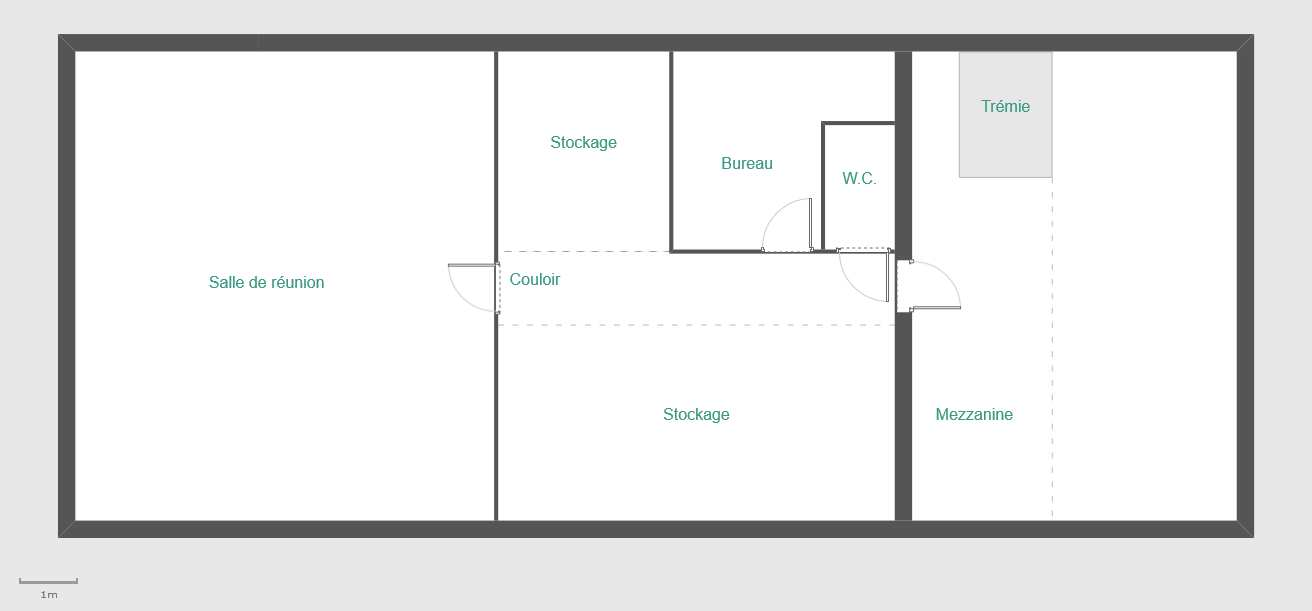 Trémie
Stockage
Bureau
W.C.
Couloir
Salle de réunion
Stockage
Mezzanine
1m